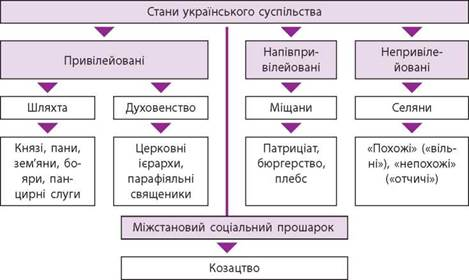 Стани українського суспільства
Привілейовані
Напівпри-
вілейовані
Непривіле-
йовані
Шляхта
Духовенство
Міщани
Селяни
Князі, пани,
зем’яни, бо-
яри, пан-
цирні слуги
Церковні
ієрархи,
парафіяльні
священики
Патриціат,
бюргерство,
плебс
«Похожі» («віль-
ні»), «непохожі»
(«отчичі»)
Міжстановий соціальний прошарок
Козацтво